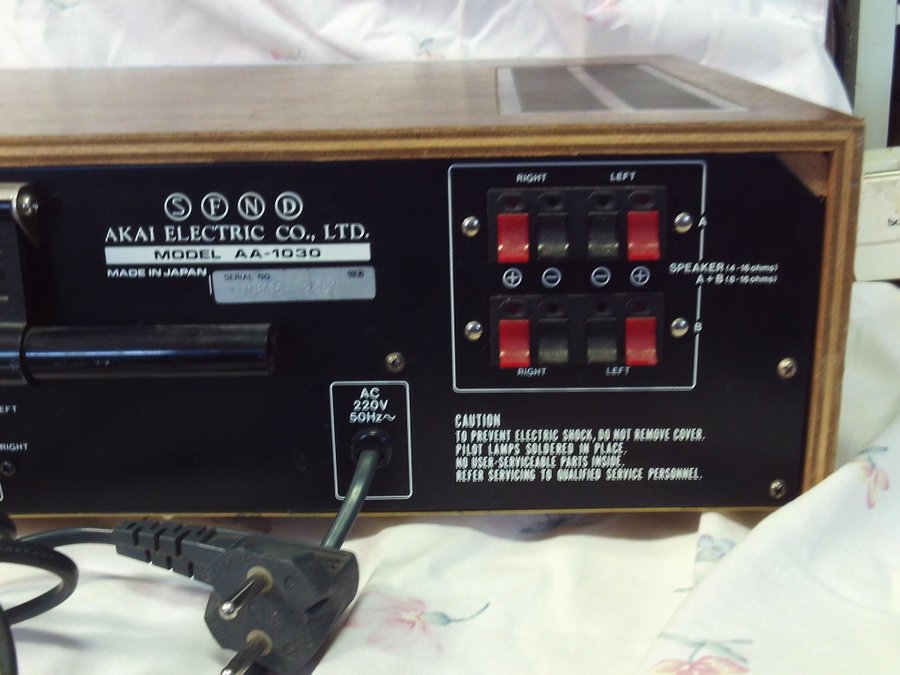 S F N D
AKAI ELECTRIC CO., LTD.
MODEL AA-1030
MADE IN JAPAN
SERIAL NO.
RIGHT LEFT
A
+ − − +
SPEAKER (4-16 ohms)
A+B (8-16 ohms)
B
RIGHT LEFT
AC
220V
50Hz~
CAUTION
TO PREVENT ELECTRIC SHOCK, DO NOT REMOVE COVER.
PILOT LAMPS SOLDERED IN PLACE.
NO USER-SERVICEABLE PARTS INSIDE.
REFER SERVICING TO QUALIFIED SERVICE PERSONNEL.
EFT
RIGHT